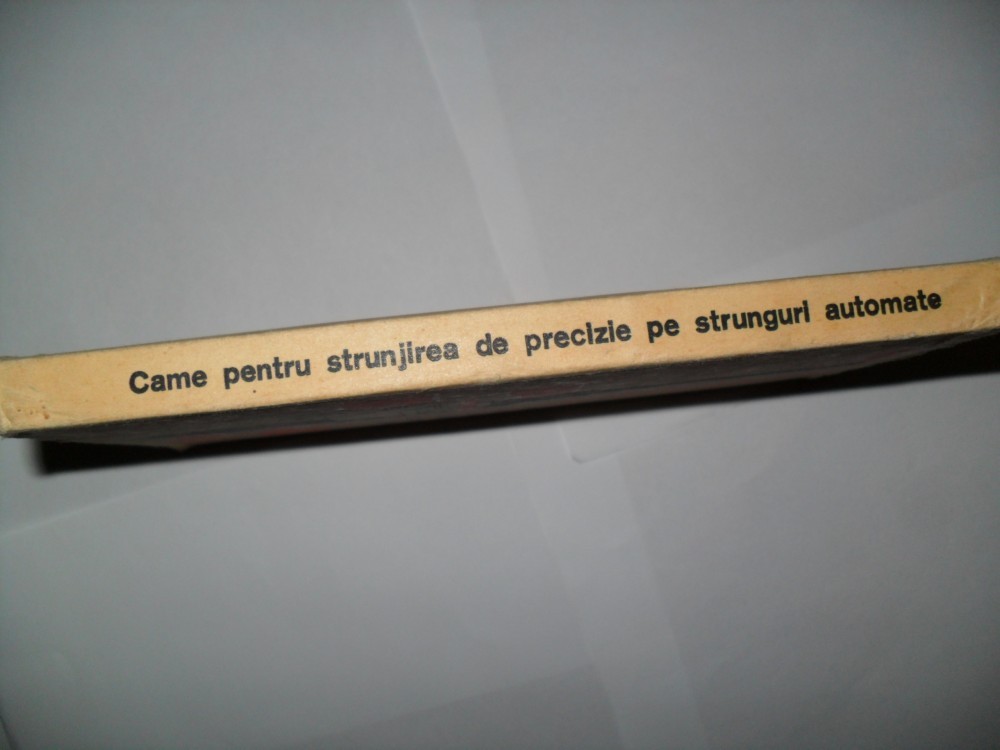 Came pentru strunjirea de precizie pe strunguri automate